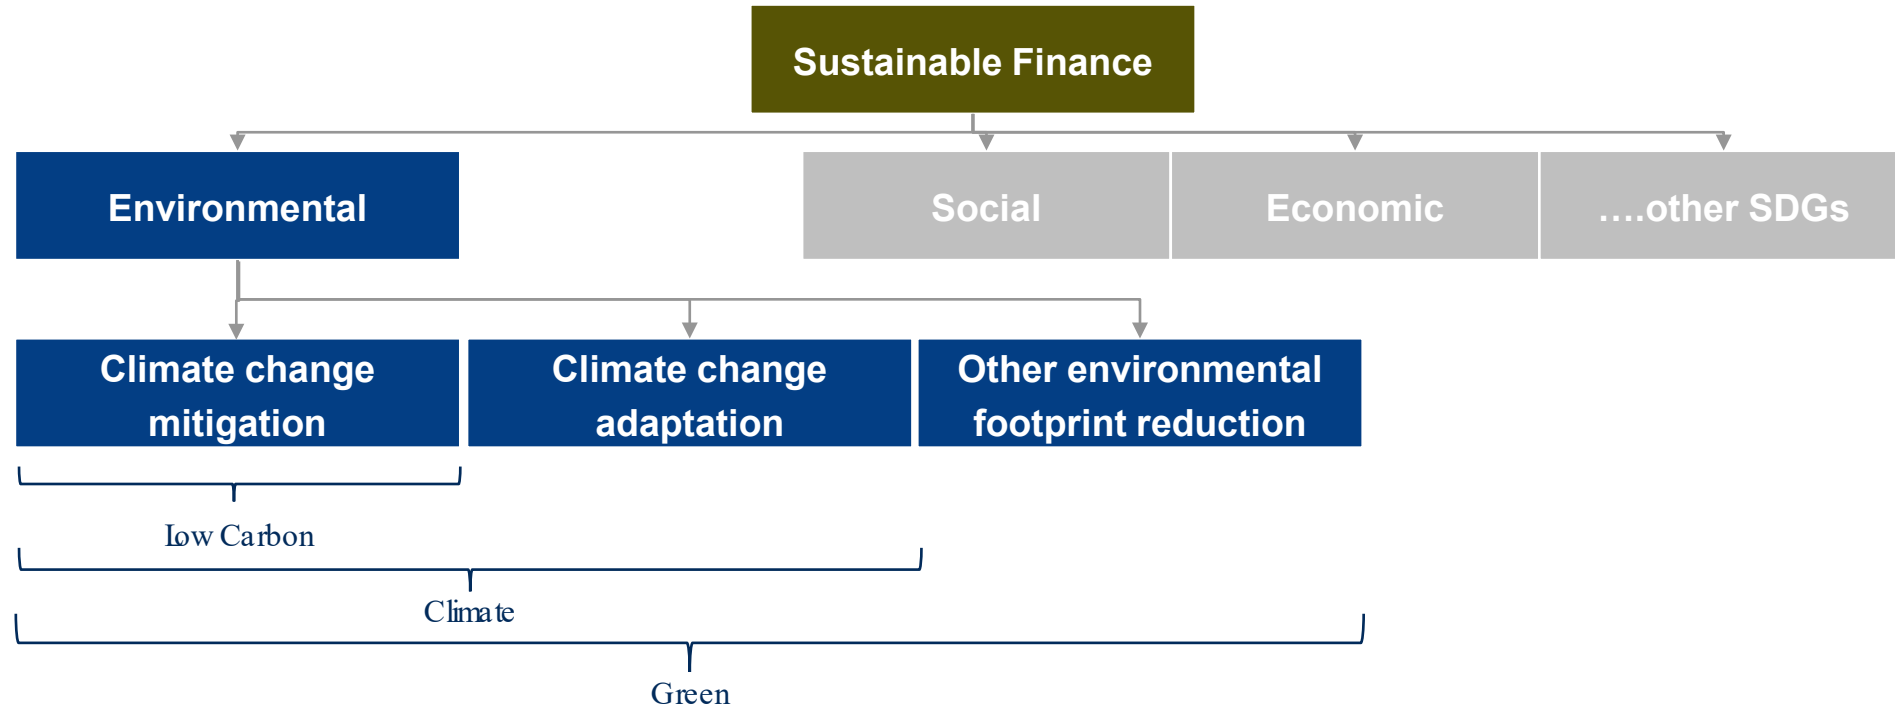 Sustainable Finance
Environmental
Social
Economic
….other SDGs
Climate change
mitigation
Climate change
adaptation
Other environmental
footprint reduction
Low Carbon
Climate
Green